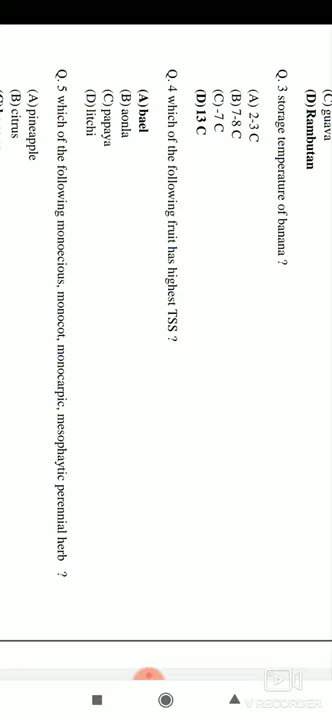 (C) guava
(D) Rambutan
Q. 3 storage temperature of banana ?
(A) 2-3 C
(B) 7-8 C
(C) -7 C
(D) 13 C
Q. 4 which of the following fruit has highest TSS ?
(A) bael
(B) aonla
(C) papaya
(D) litchi
Q. 5 which of the following monoecious, monocot, monocarpic, mesophaytic perennial herb ?
(A) pineapple
(B) citrus
V RECORDER